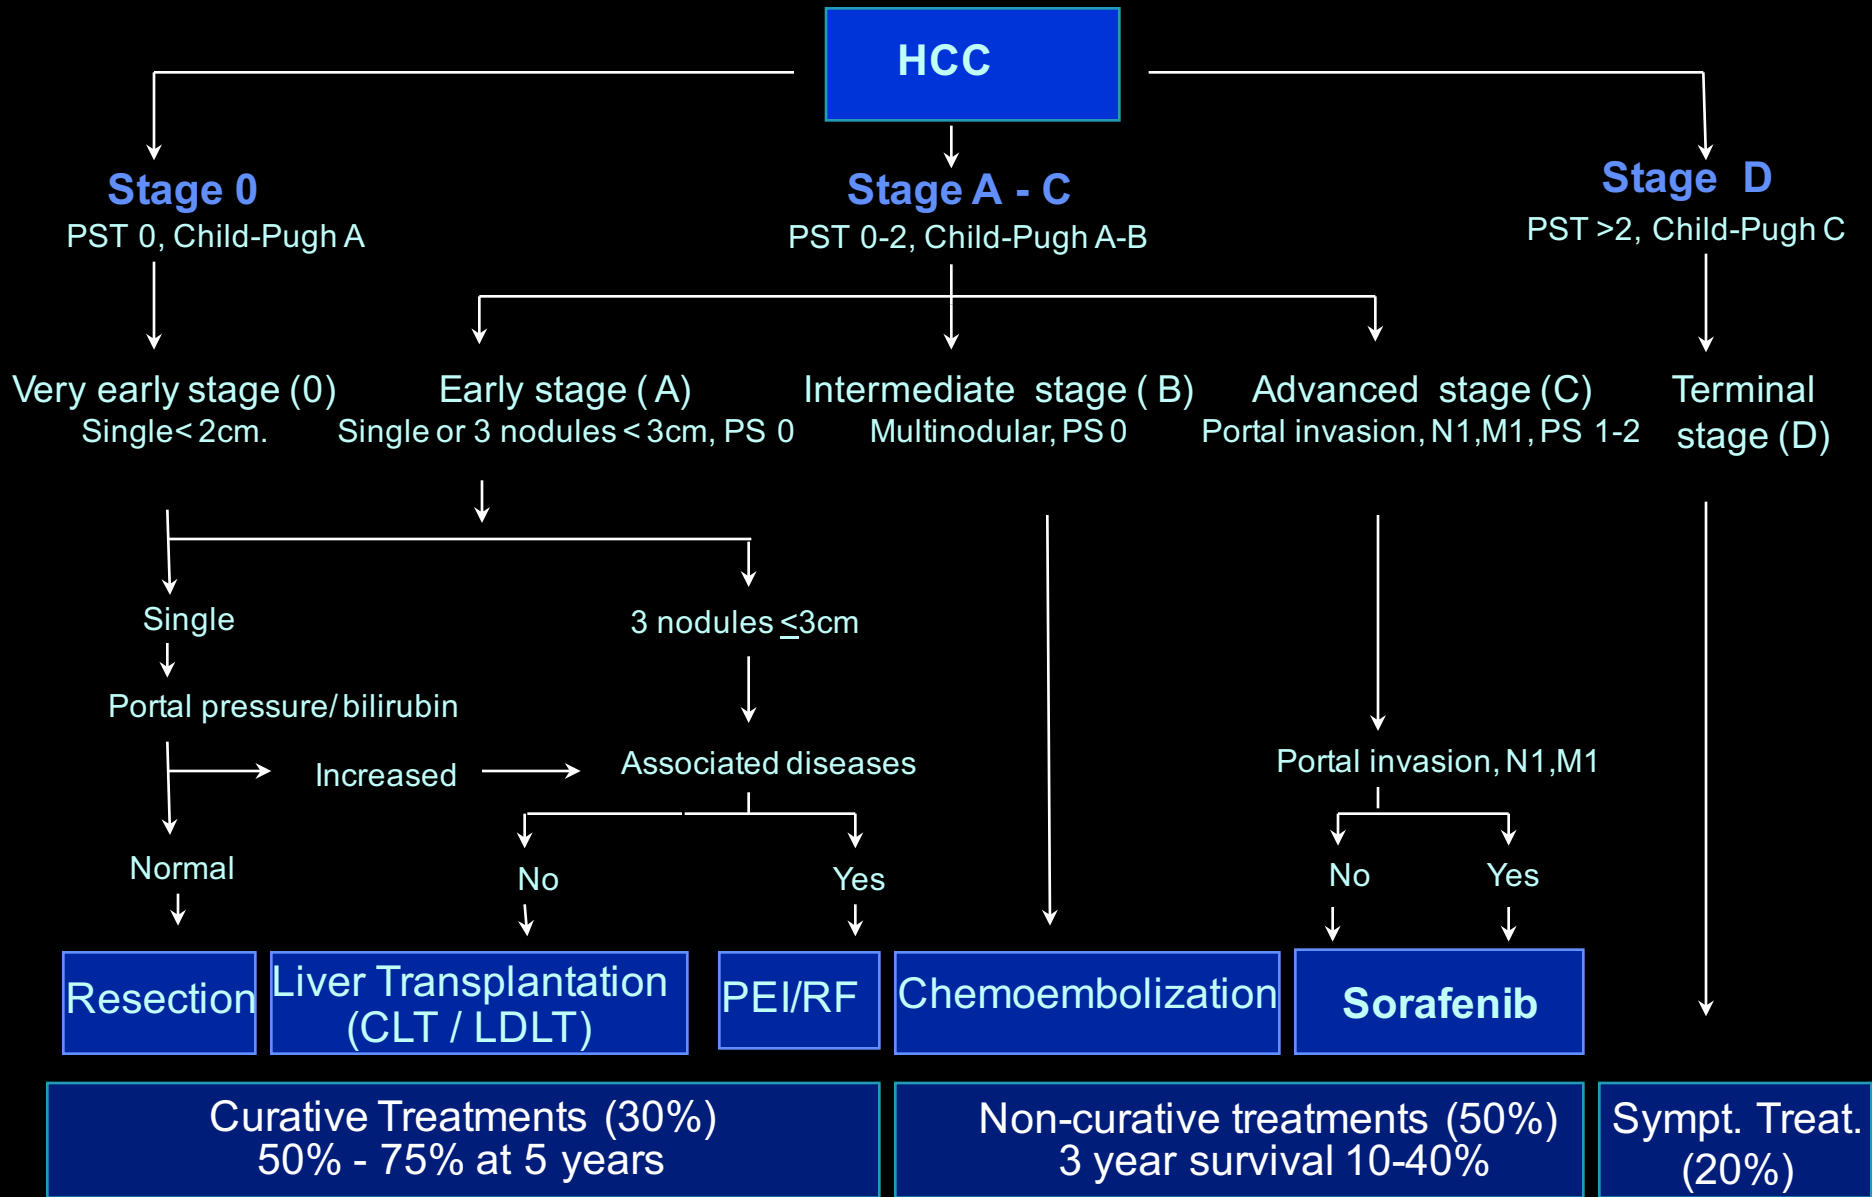 HCC
Stage 0
PST 0, Child-Pugh A
Stage A - C
PST 0-2, Child-Pugh A-B
Stage D
PST >2, Child-Pugh C
Very early stage (0)
Single< 2cm.
Early stage ( A)
Single or 3 nodules < 3cm, PS 0
Intermediate stage ( B)
Multinodular, PS 0
Advanced stage (C)
Portal invasion, N1,M1, PS 1-2
Terminal
stage (D)
Single
3 nodules ≤3cm
Portal pressure/ bilirubin
Increased
Associated diseases
Portal invasion, N1,M1
Normal
No
Yes
No
Yes
Resection
Liver Transplantation
(CLT / LDLT)
PEI/RF
Chemoembolization
Sorafenib
Curative Treatments (30%)
50% - 75% at 5 years
Non-curative treatments (50%)
3 year survival 10-40%
Sympt. Treat.
(20%)